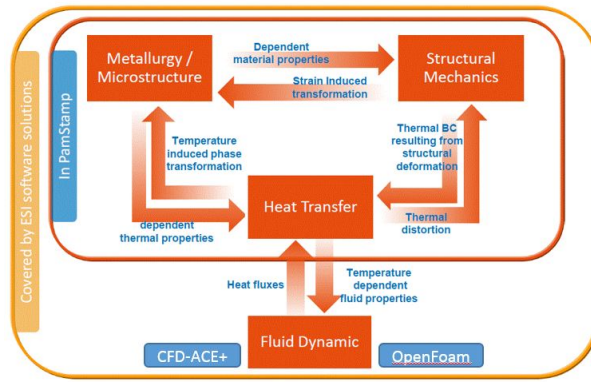 Covered by ESI software solutions
In PamStamp
Metallurgy /
Microstructure
Dependent
material properties
Strain Induced
transformation
Structural
Mechanics
Temperature
induced phase
transformation
Thermal BC
resulting from
structural
deformation
dependent
thermal properties
Heat Transfer
Thermal
distortion
Heat fluxes
Temperature
dependent
fluid properties
CFD-ACE+
Fluid Dynamic
OpenFoam